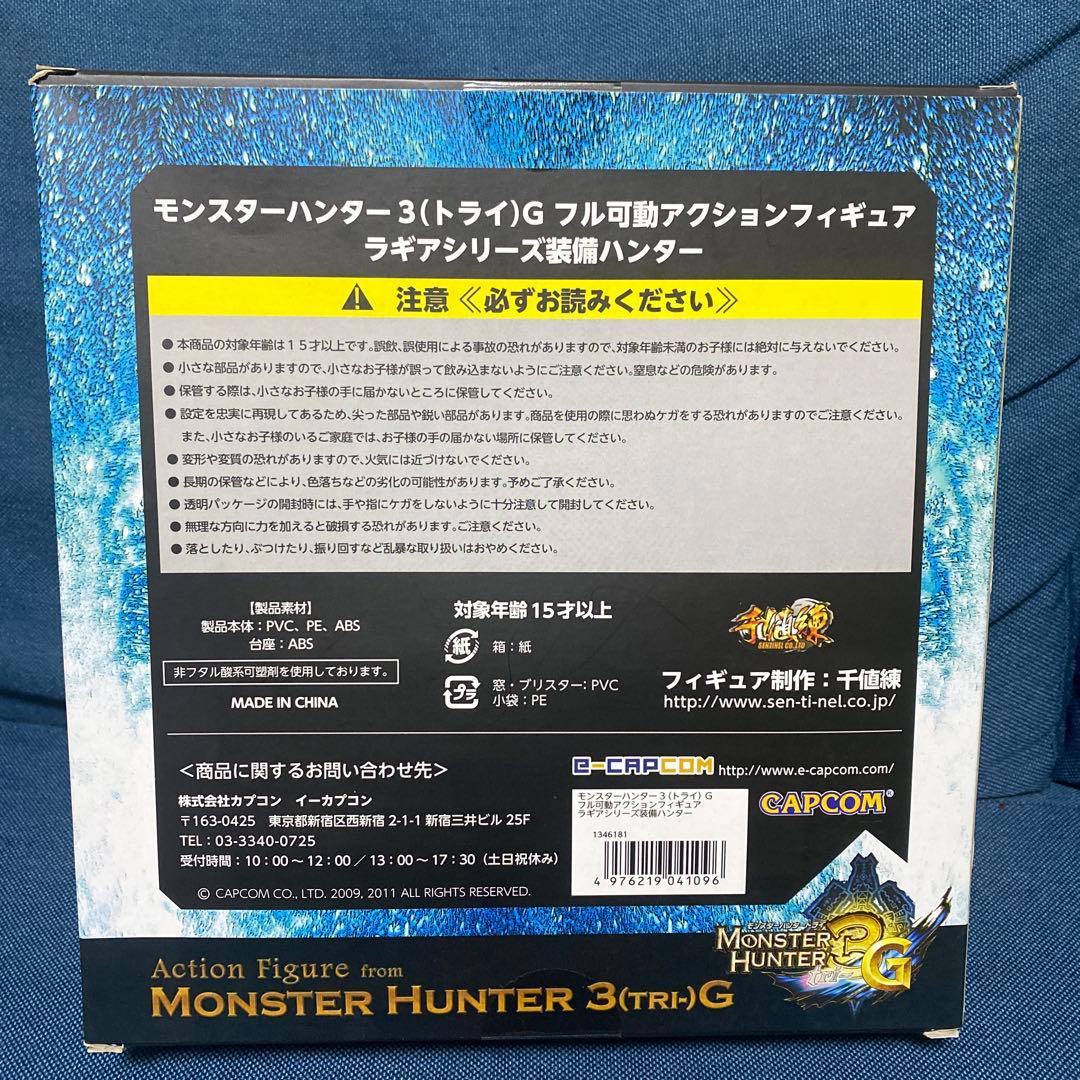 モンスターハンター 3(トライ)G フル可動アクションフィギュア
ラギアシリーズ装備ハンター
注意 ≪必ずお読みください≫
● 本商品の対象年齢は15才以上です。誤飲、誤使用による事故の恐れがありますので、対象年齢未満のお子様には絶対に与えないでください。
● 小さな部品がありますので、小さなお子様が誤って飲み込まないようにご注意ください。窒息などの危険があります。
● 保管する際は、小さなお子様の手に届かないところに保管してください。
● 設定を忠実に再現してあるため、尖った部品や鋭い部品があります。商品を使用の際に思わぬケガをする恐れがありますのでご注意ください。
また、小さなお子様のいるご家庭では、お子様の手の届かない場所に保管してください。
● 変形や変質の恐れがありますので、火気には近づけないでください。
● 長期の保管などにより、色落ちなどの劣化の可能性があります。予めご了承ください。
● 透明パッケージの開封時には、手や指にケガをしないように十分注意して開封してください。
● 無理な方向に力を加えると破損する恐れがあります。ご注意ください。
● 落としたり、ぶつけたり、振り回すなど乱暴な取り扱いはおやめください。
【製品素材】
製品本体：PVC、PE、ABS
台座：ABS
非フタル酸系可塑剤を使用しております。
MADE IN CHINA
対象年齢 15才以上
紙 箱：紙
プラ 窓・ブリスター：PVC
小袋：PE
千値練
SENTINEL CO.,LTD
フィギュア制作：千値練
http://www.sen-ti-nel.co.jp/
＜商品に関するお問い合わせ先＞
株式会社カプコン イーカプコン
〒163-0425 東京都新宿区西新宿 2-1-1 新宿三井ビル 25F
TEL：03-3340-0725
受付時間：10：00～12：00／13：00～17：30（土日祝休み）
© CAPCOM CO., LTD. 2009, 2011 ALL RIGHTS RESERVED.
e-CAPCOM http://www.e-capcom.com/
モンスターハンター３（トライ）Ｇ
フル可動アクションフィギュア
ラギアシリーズ装備ハンター
1346181
4 976219 041096
CAPCOM®
モンスターハンター トライ
MONSTER HUNTER 3 G
tri-
Action Figure from
MONSTER HUNTER 3(TRI-)G